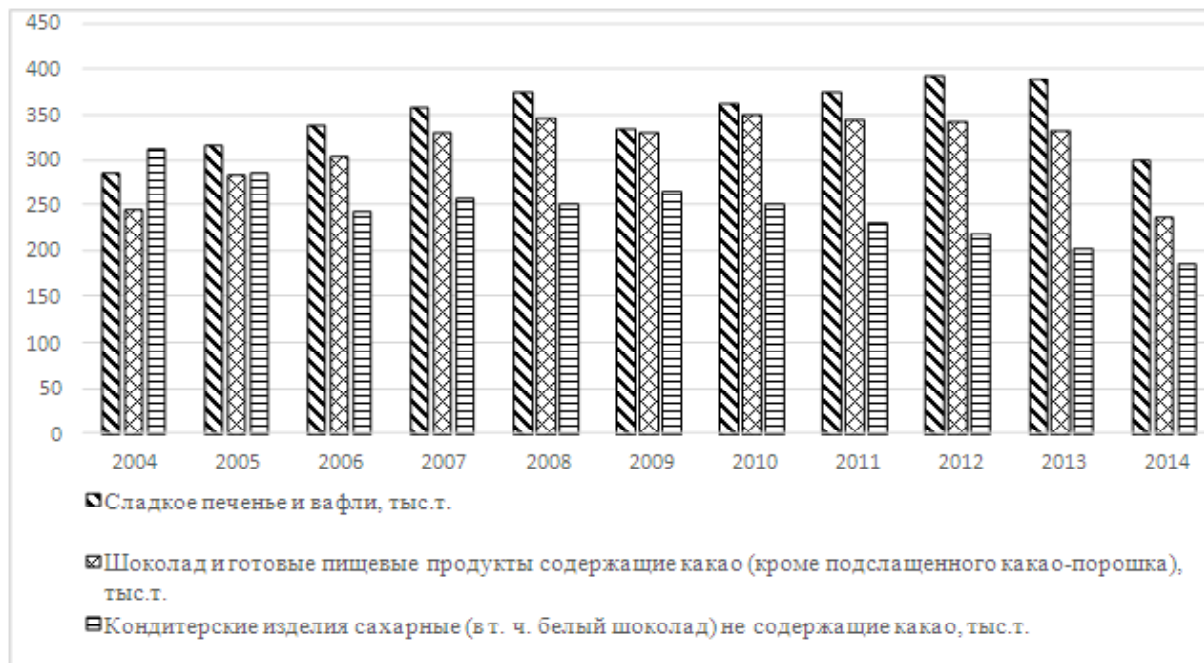 450
400
350
300
250
200
150
100
50
0
2004 2005 2006 2007 2008 2009 2010 2011 2012 2013 2014
Сладкое печенье и вафли, тыс.т.
Шоколад и готовые пищевые продукты содержащие какао (кроме подслащенного какао-порошка),
тыс.т.
Кондитерские изделия сахарные (в т. ч. белый шоколад) не содержащие какао, тыс.т.